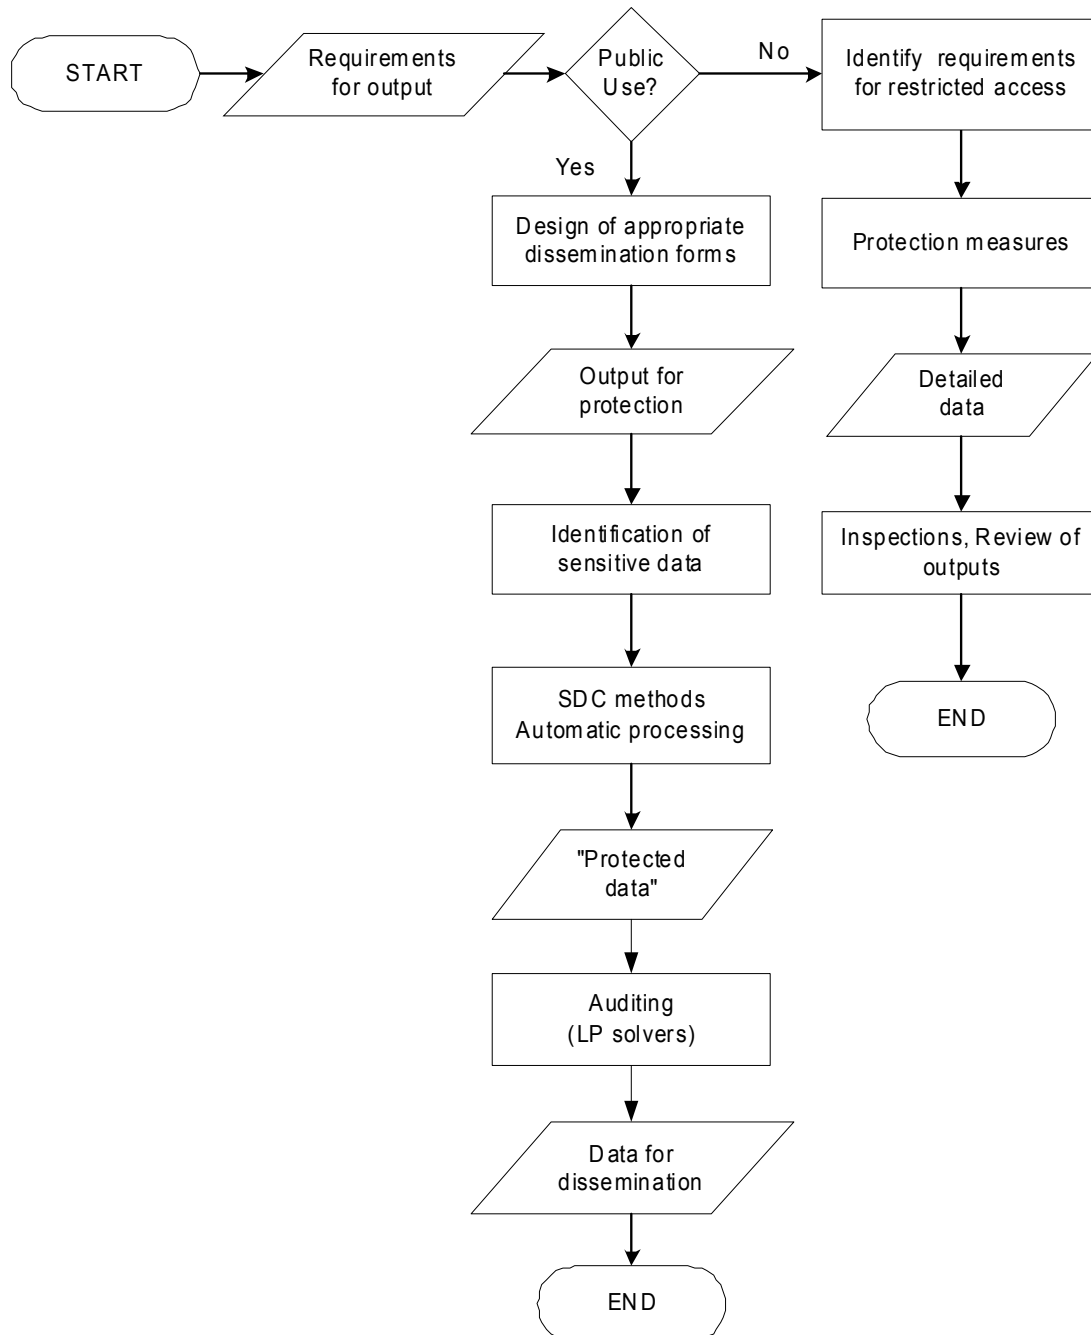 START
Requirements
for output
Public
Use?
No
Identify requirements
for restricted access
Yes
Design of appropriate
dissemination forms
Protection measures
Output for
protection
Detailed
data
Identification of
sensitive data
Inspections, Review of
outputs
SDC methods
Automatic processing
END
"Protected
data"
Auditing
(LP solvers)
Data for
dissemination
END